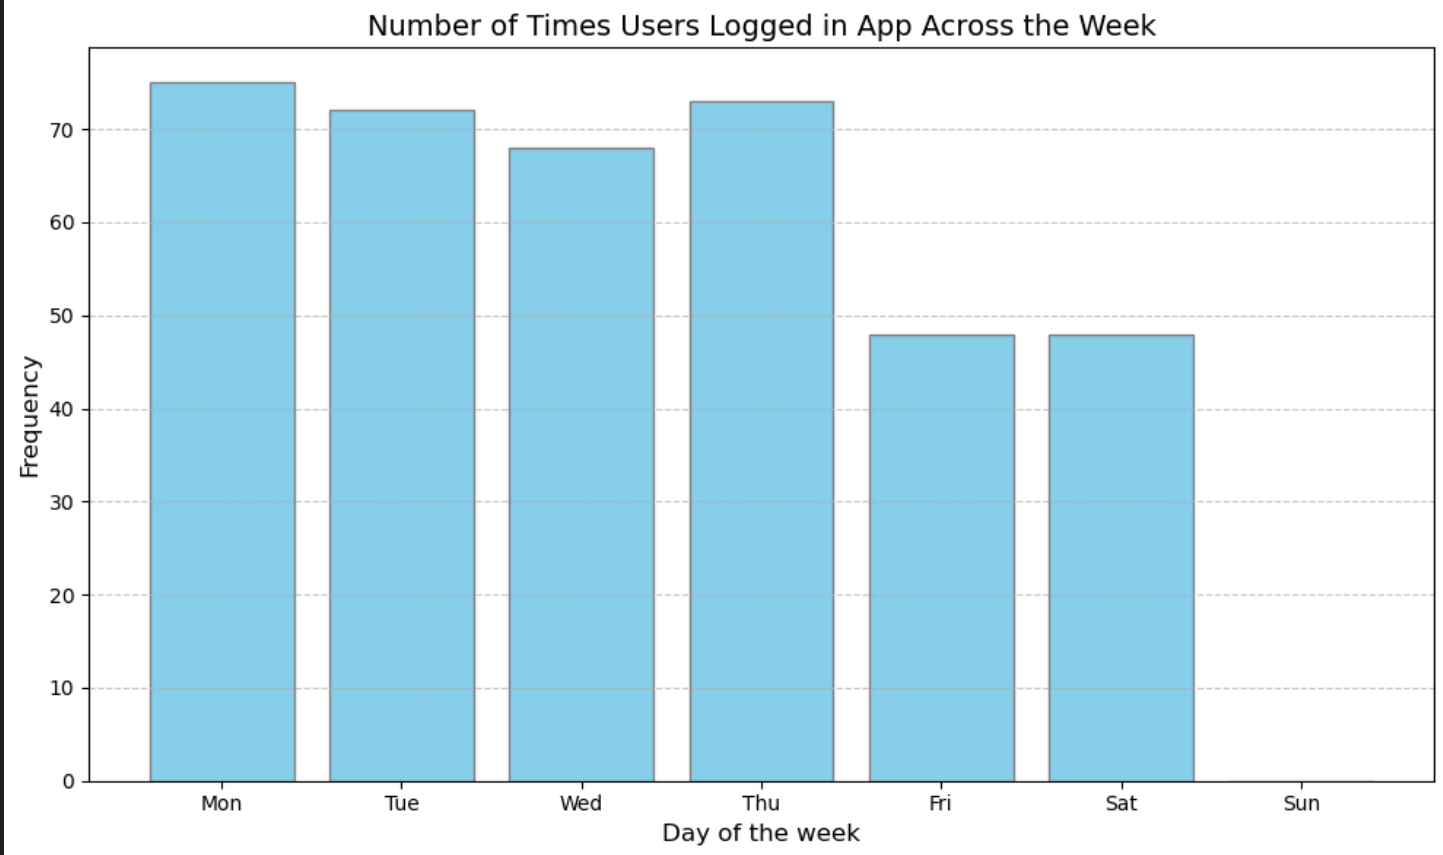 Number of Times Users Logged in App Across the Week
70
60
50
40
30
20
10
0
Frequency
Mon Tue Wed Thu Fri Sat Sun
Day of the week